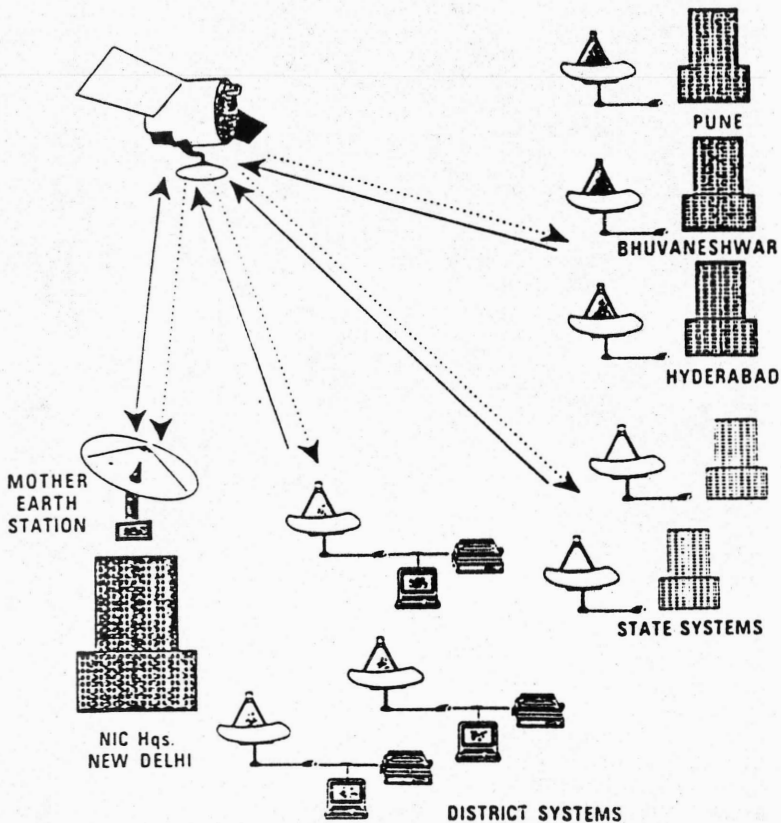 PUNE
BHUVANESHWAR
HYDERABAD
MOTHER
EARTH
STATION
STATE SYSTEMS
NIC Hqs.
NEW DELHI
DISTRICT SYSTEMS